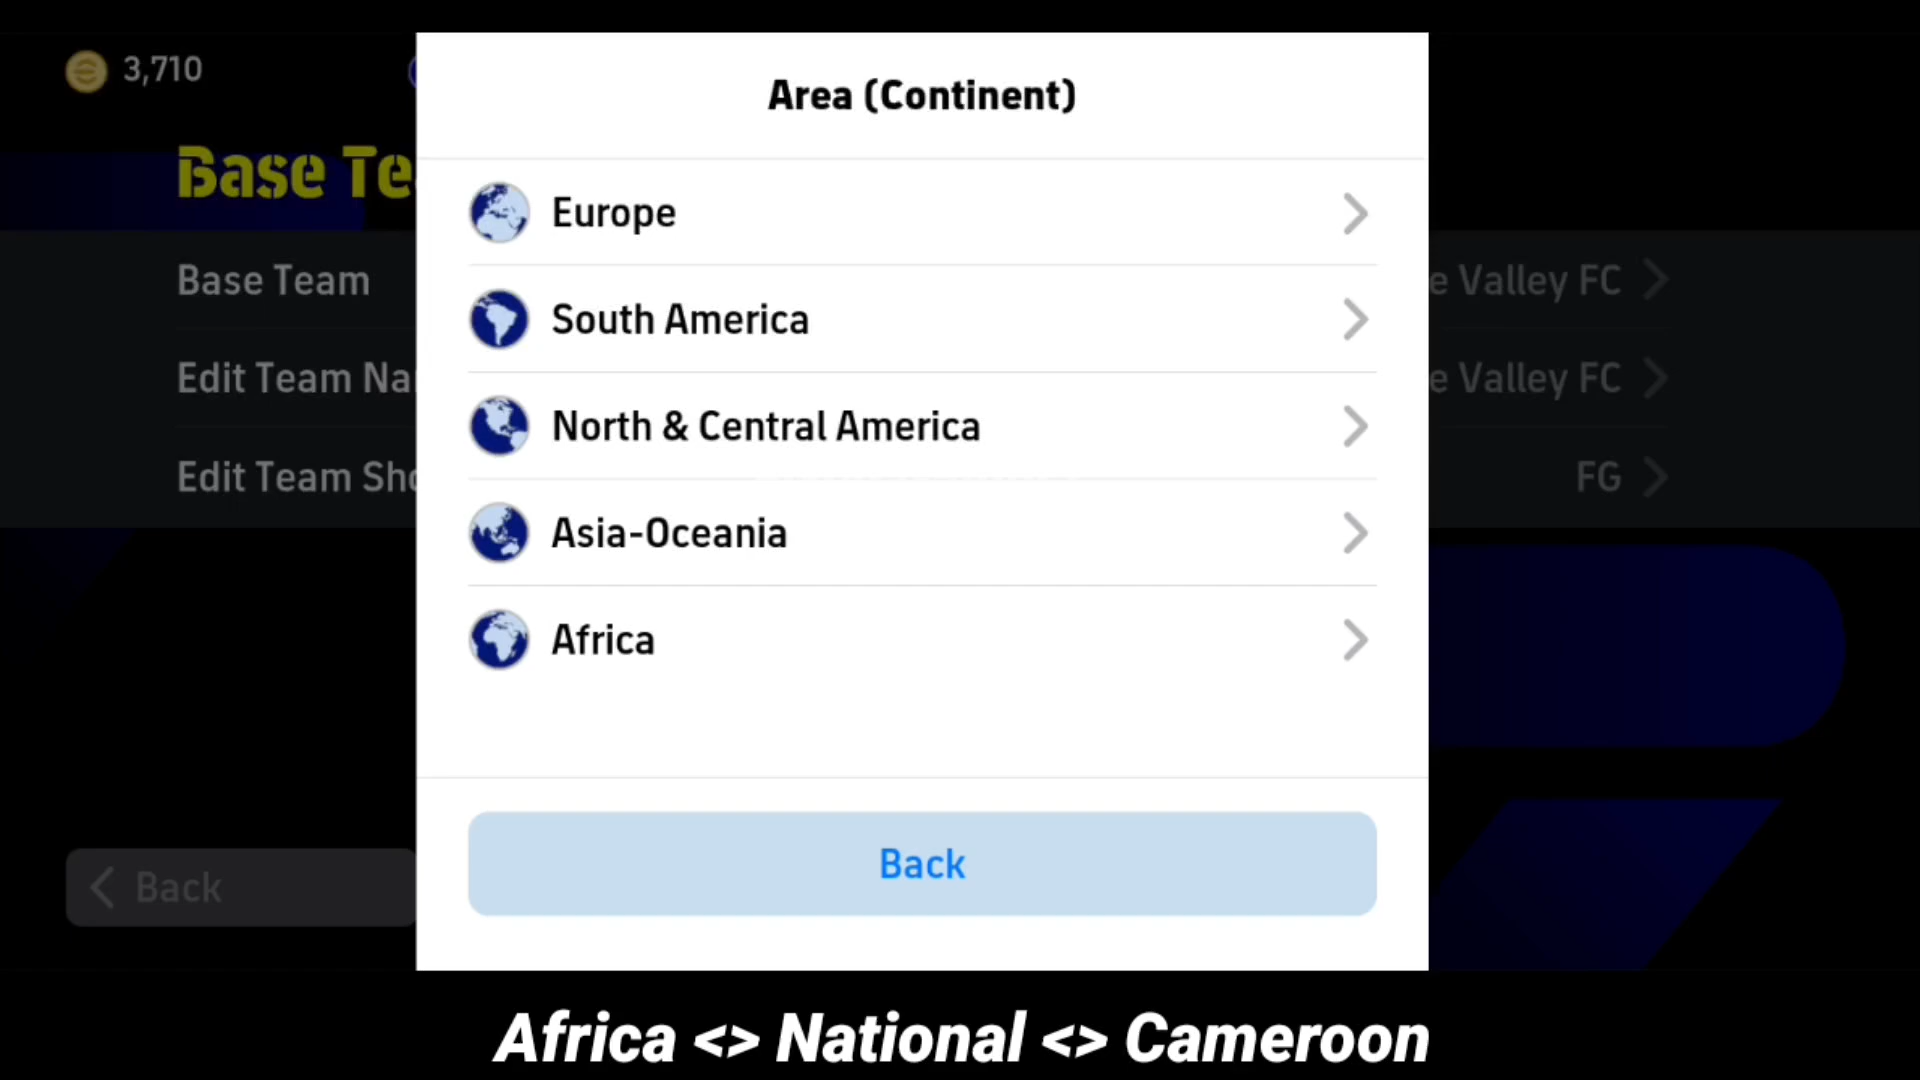 3,710
Area (Continent)
Base Te
Europe
Base Team
e Valley FC
South America
Edit Team Na
e Valley FC
North & Central America
Edit Team Sho
FG
Asia-Oceania
Africa
Back
Back
Africa <> National <> Cameroon